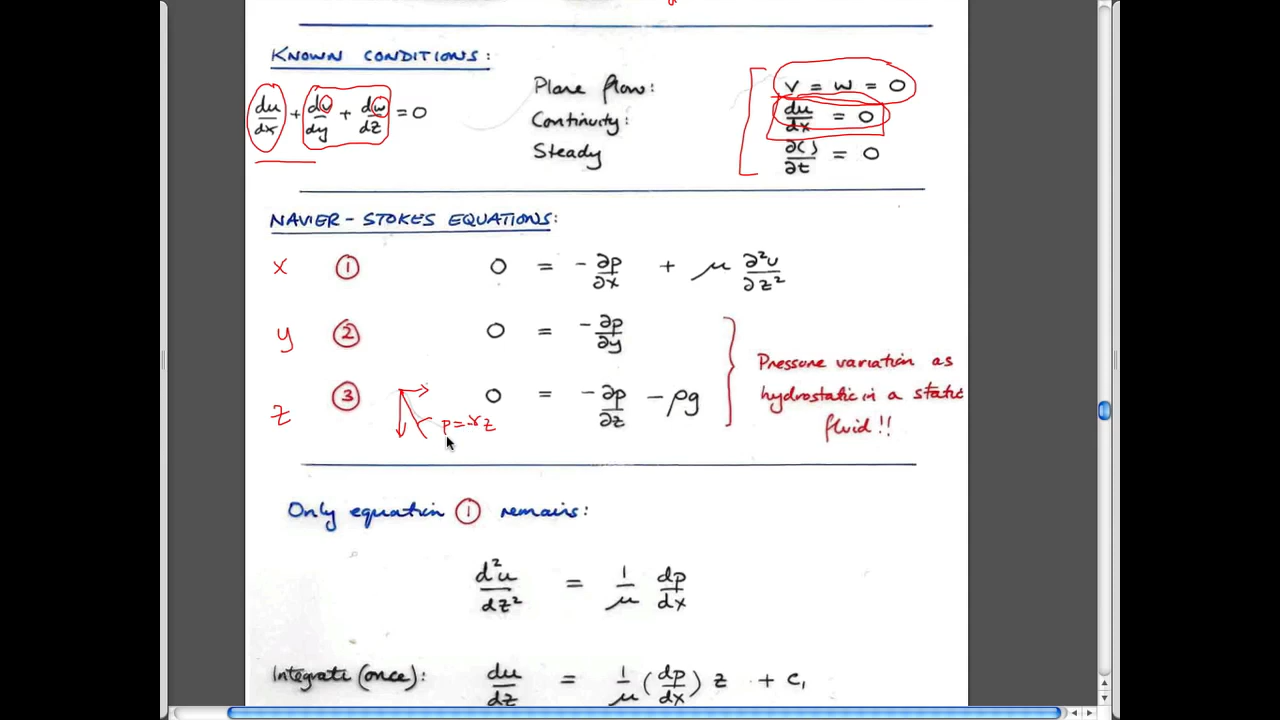 KNOWN CONDITIONS:
du/dx + dv/dy + dw/dz = 0
Plane flow: v = w = 0
Continuity: du/dx = 0
Steady ∂()/∂t = 0
NAVIER-STOKES EQUATIONS:
x ① 0 = -∂p/∂x + μ ∂²u/∂z²
y ② 0 = -∂p/∂y
z ③ 0 = -∂p/∂z - ρg
p=γz
Pressure variation as
hydrostatic in a static
fluid!!
Only equation ① remains:
d²u/dz² = 1/μ dp/dx
Integrate (once): du/dz = 1/μ (dp/dx) z + c₁